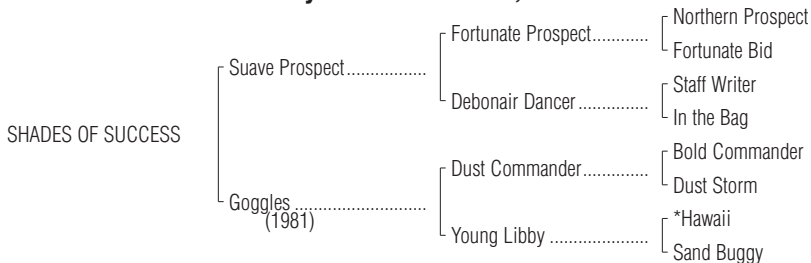 Northern Prospect
Fortunate Prospect............
Fortunate Bid
Suave Prospect.................
Staff Writer
Debonair Dancer ...............
In the Bag
SHADES OF SUCCESS
Bold Commander
Dust Commander..............
Dust Storm
Goggles ............................
(1981)
*Hawaii
Young Libby .....................
Sand Buggy